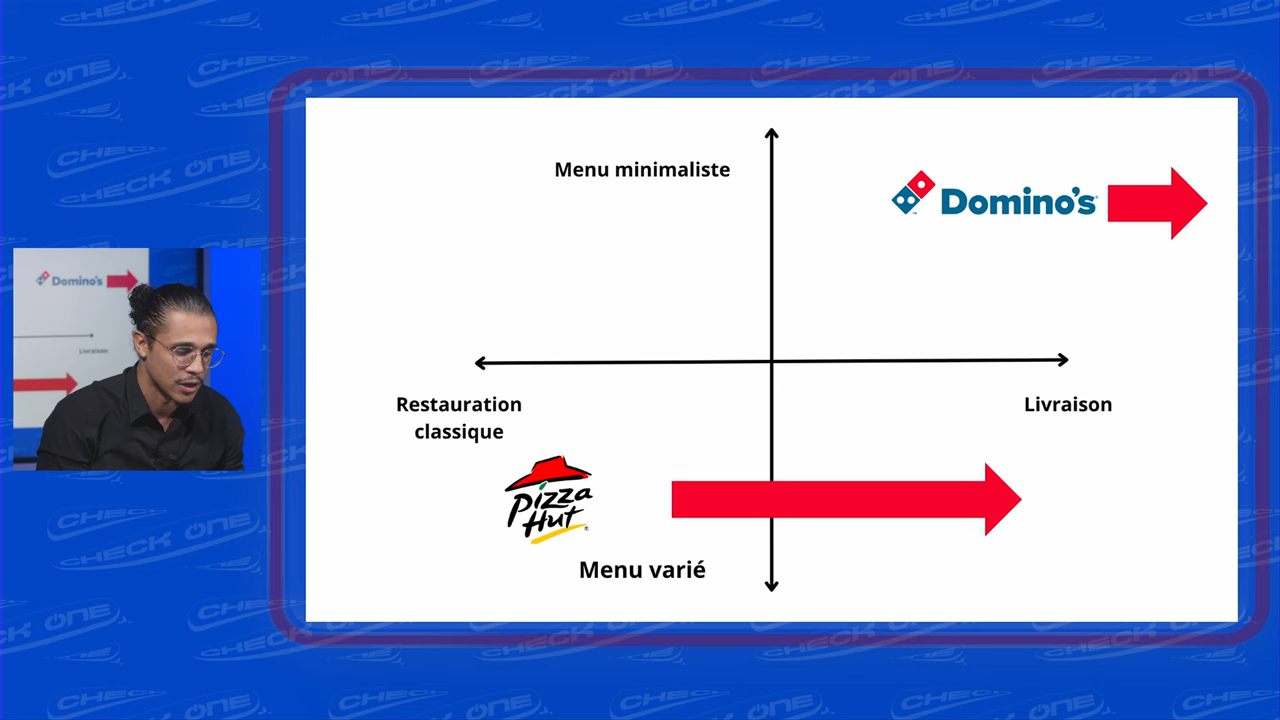 CHECK ONE
Menu minimaliste
Domino's
Domino's
Livraison
Restauration
classique
Livraison
Pizza
Hut
Menu varié